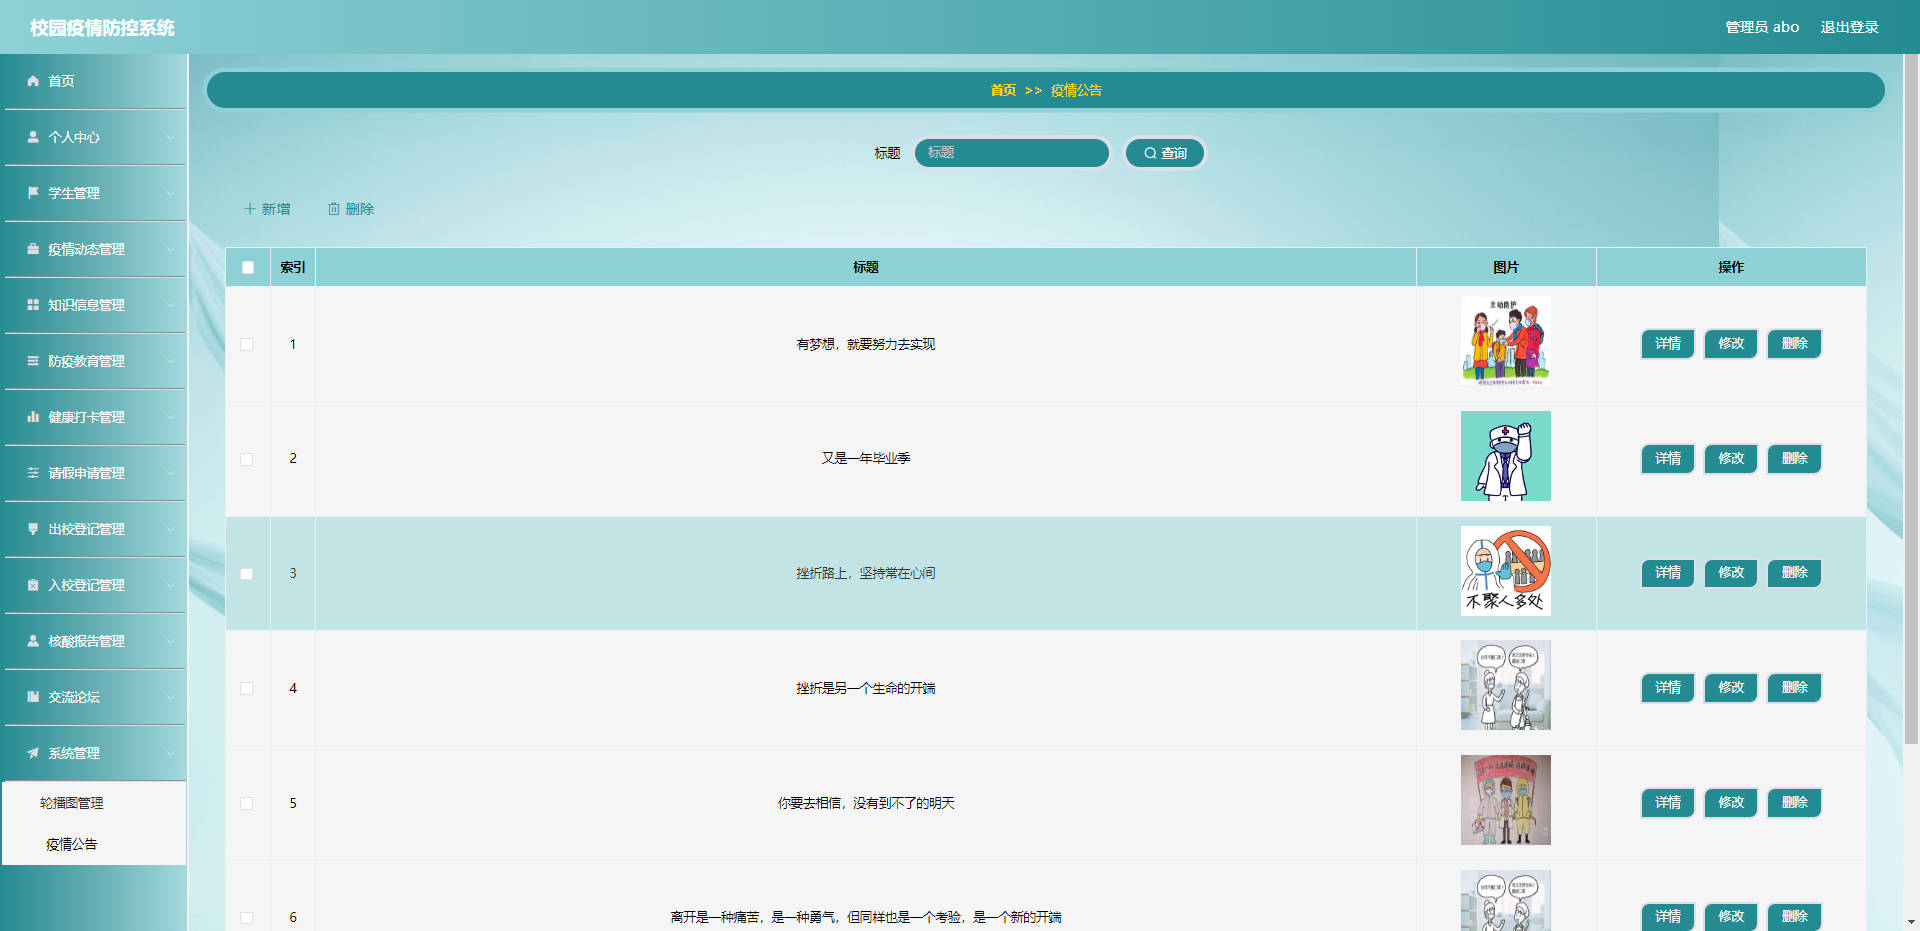 校园疫情防控系统
管理员 abo 退出登录
首页
个人中心
学生管理
疫情动态管理
知识信息管理
防疫教育管理
健康打卡管理
请假申请管理
出校登记管理
入校登记管理
核酸报告管理
交流论坛
系统管理
轮播图管理
疫情公告
首页 >> 疫情公告
标题 标题 查询
新增 删除
索引 标题 图片 操作
主动防护
1 有梦想，就要努力去实现 详情 修改 删除
2 又是一年毕业季 详情 修改 删除
3 挫折路上，坚持常在心间 详情 修改 删除
不聚人多处
4 挫折是另一个生命的开端 详情 修改 删除
5 你要去相信，没有到不了的明天 详情 修改 删除
6 离开是一种痛苦，是一种勇气，但同样也是一个考验，是一个新的开端 详情 修改 删除